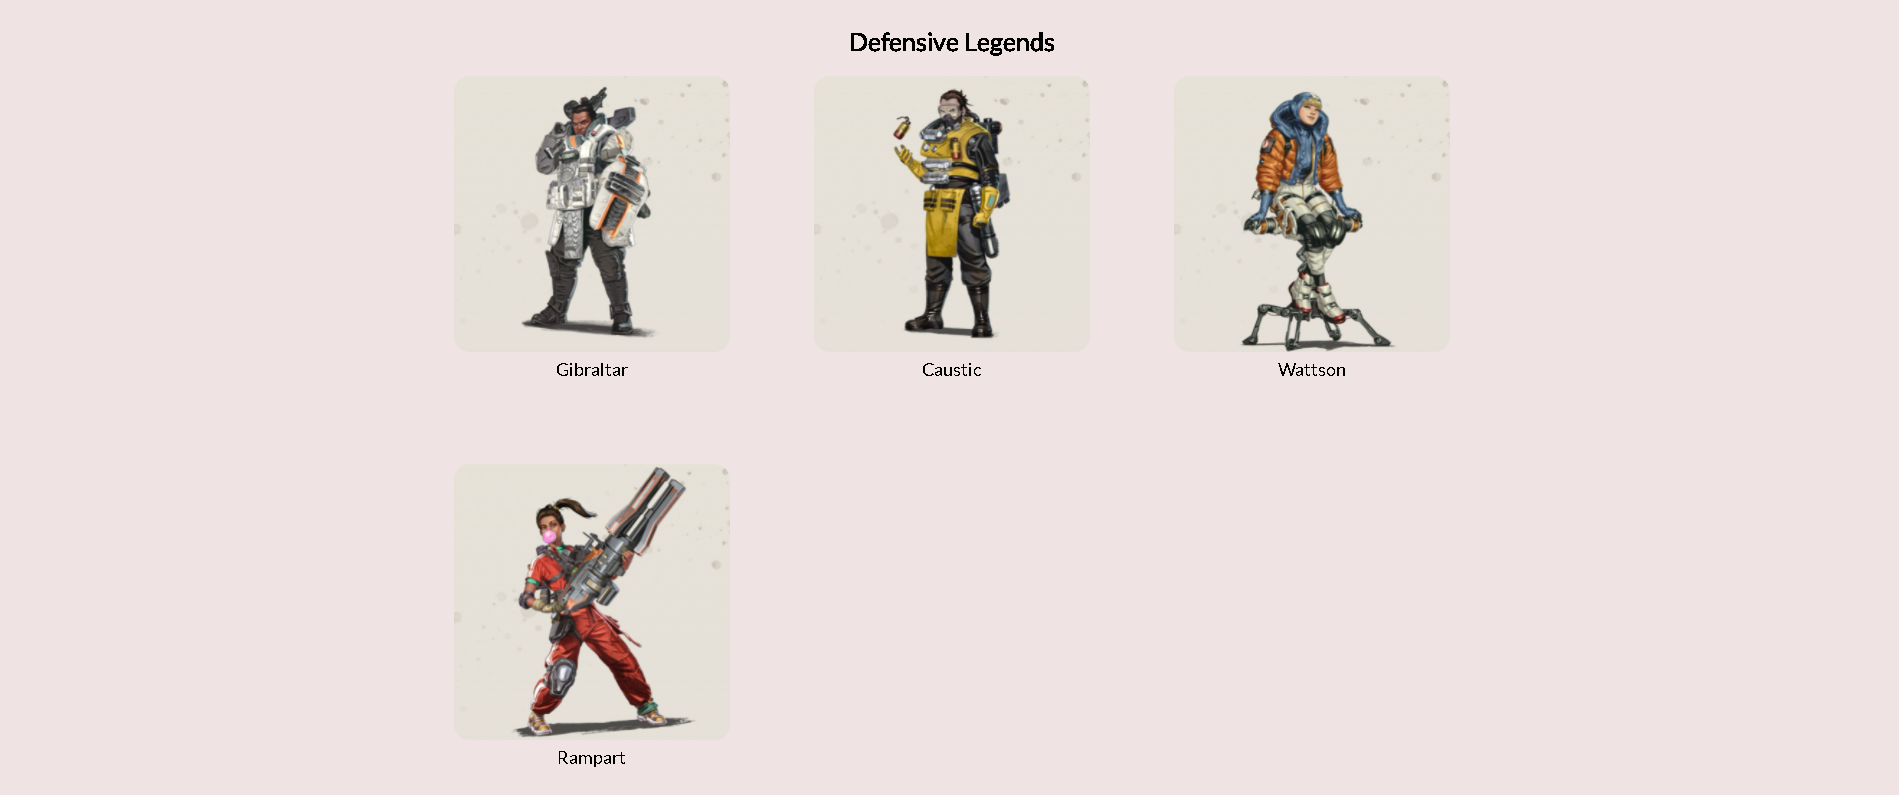 Defensive Legends
Gibraltar
Caustic
Wattson
Rampart